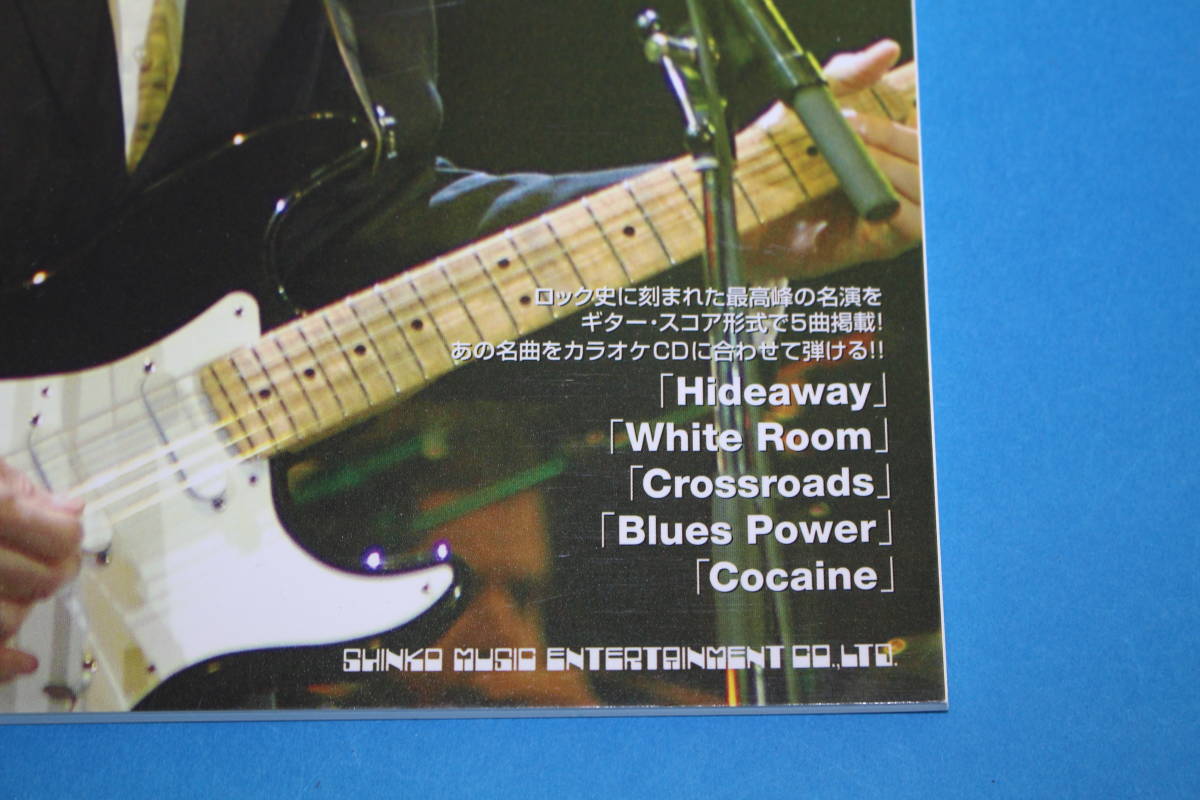 ロック史に刻まれた最高峰の名演を
ギター・スコア形式で5曲掲載!
あの名曲をカラオケCDに合わせて弾ける!!
「Hideaway」
「White Room」
「Crossroads」
「Blues Power」
「Cocaine」
SHINKO MUSIC ENTERTAINMENT CO.,LTD.